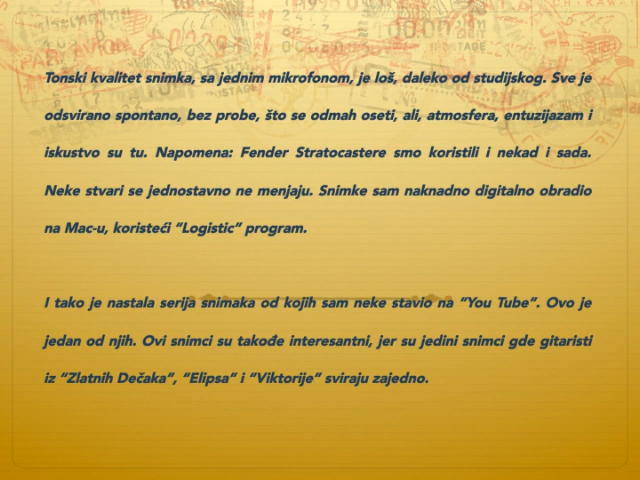 Tonski kvalitet snimka, sa jednim mikrofonom, je loš, daleko od studijskog. Sve je
odsvirano spontano, bez probe, što se odmah oseti, ali, atmosfera, entuzijazam i
iskustvo su tu. Napomena: Fender Stratocastere smo koristili i nekad i sada.
Neke stvari se jednostavno ne menjaju. Snimke sam naknadno digitalno obradio
na Mac-u, koristeći “Logistic” program.
I tako je nastala serija snimaka od kojih sam neke stavio na “You Tube”. Ovo je
jedan od njih. Ovi snimci su takođe interesantni, jer su jedini snimci gde gitaristi
iz “Zlatnih Dečaka”, “Elipsa” i “Viktorije” sviraju zajedno.